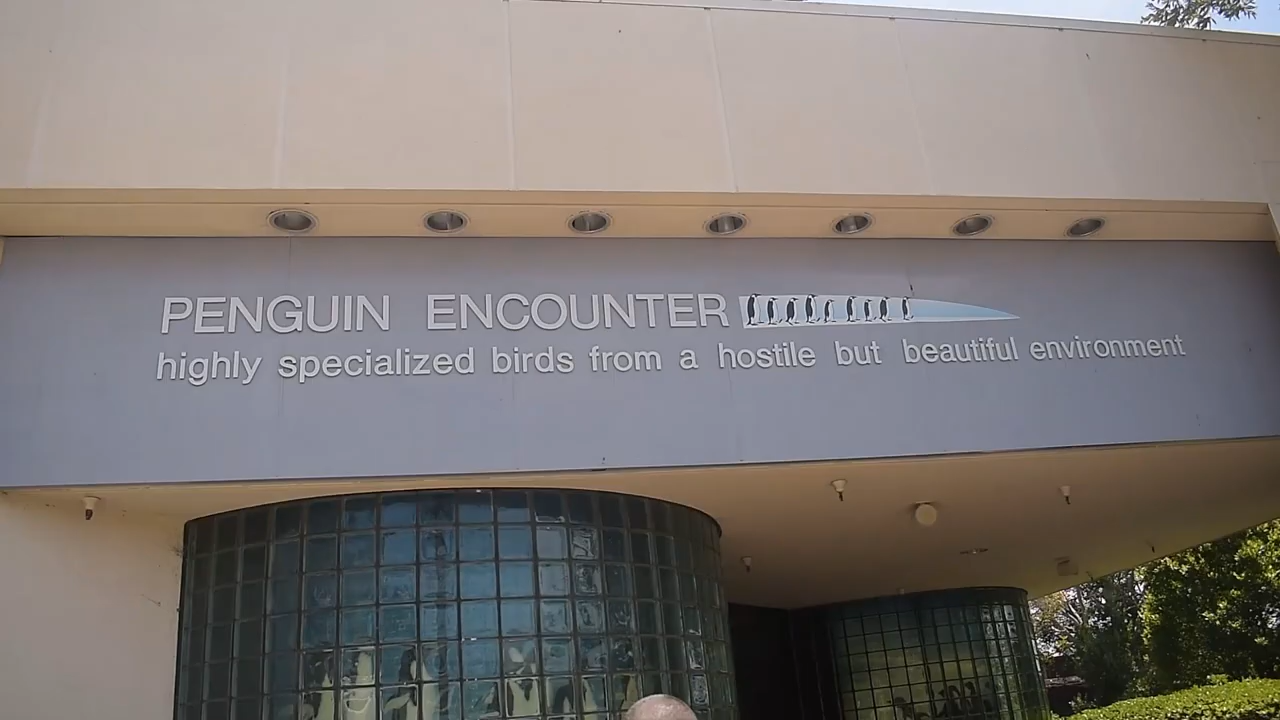 PENGUIN ENCOUNTER
highly specialized birds from a hostile but beautiful environment